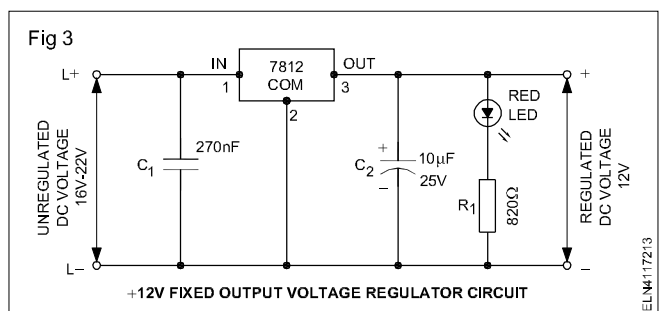 Fig 3
L+
IN
1
7812
COM
2
OUT
3
+
RED
LED
UNREGULATED
DC VOLTAGE
16V-22V
270nF
C1
+
C2
10µF
25V
–
R1
820Ω
REGULATED
DC VOLTAGE
12V
L–
–
+12V FIXED OUTPUT VOLTAGE REGULATOR CIRCUIT
ELN4117213